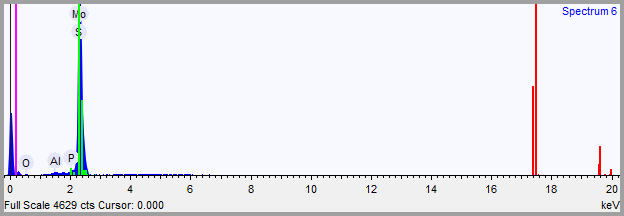 Spectrum 6
Mo
S
O Al P
0 2 4 6 8 10 12 14 16 18 20
Full Scale 4629 cts Cursor: 0.000 keV